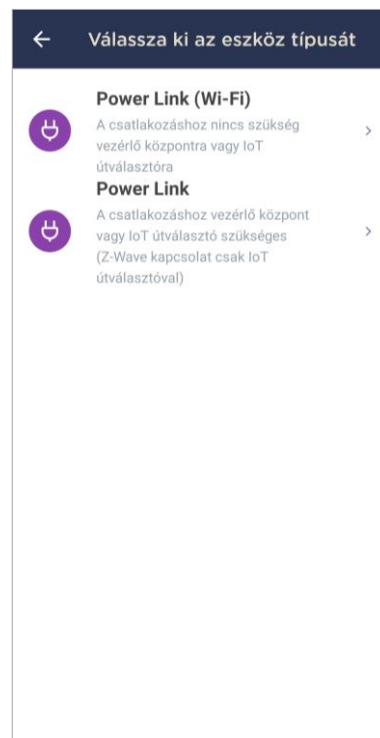 Válassza ki az eszköz típusát
Power Link (Wi-Fi)
A csatlakozáshoz nincs szükség
vezérlő központra vagy IoT
útválasztóra
Power Link
A csatlakozáshoz vezérlő központ
vagy IoT útválasztó szükséges
(Z-Wave kapcsolat csak IoT
útválasztóval)